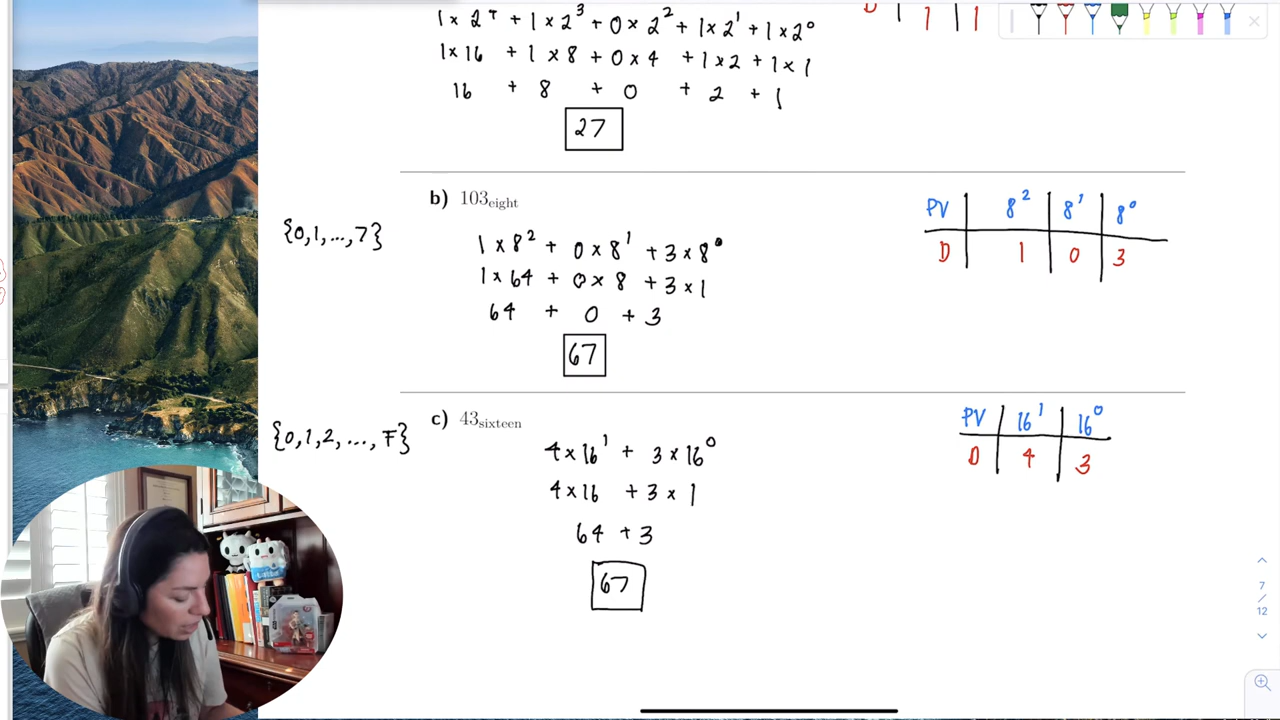 1 × 2⁴ + 1 × 2³ + 0 × 2² + 1 × 2¹ + 1 × 2⁰
1 × 16 + 1 × 8 + 0 × 4 + 1 × 2 + 1 × 1
16 + 8 + 0 + 2 + 1
27
D 1 1
b) 103eight
{0,1,...,7}
1 × 8² + 0 × 8¹ + 3 × 8⁰
1 × 64 + 0 × 8 + 3 × 1
64 + 0 + 3
67
PV 8² 8¹ 8⁰
D 1 0 3
c) 43sixteen
{0,1,2,...,F}
4 × 16¹ + 3 × 16⁰
4 × 16 + 3 × 1
64 + 3
67
PV 16¹ 16⁰
D 4 3
7
/
12